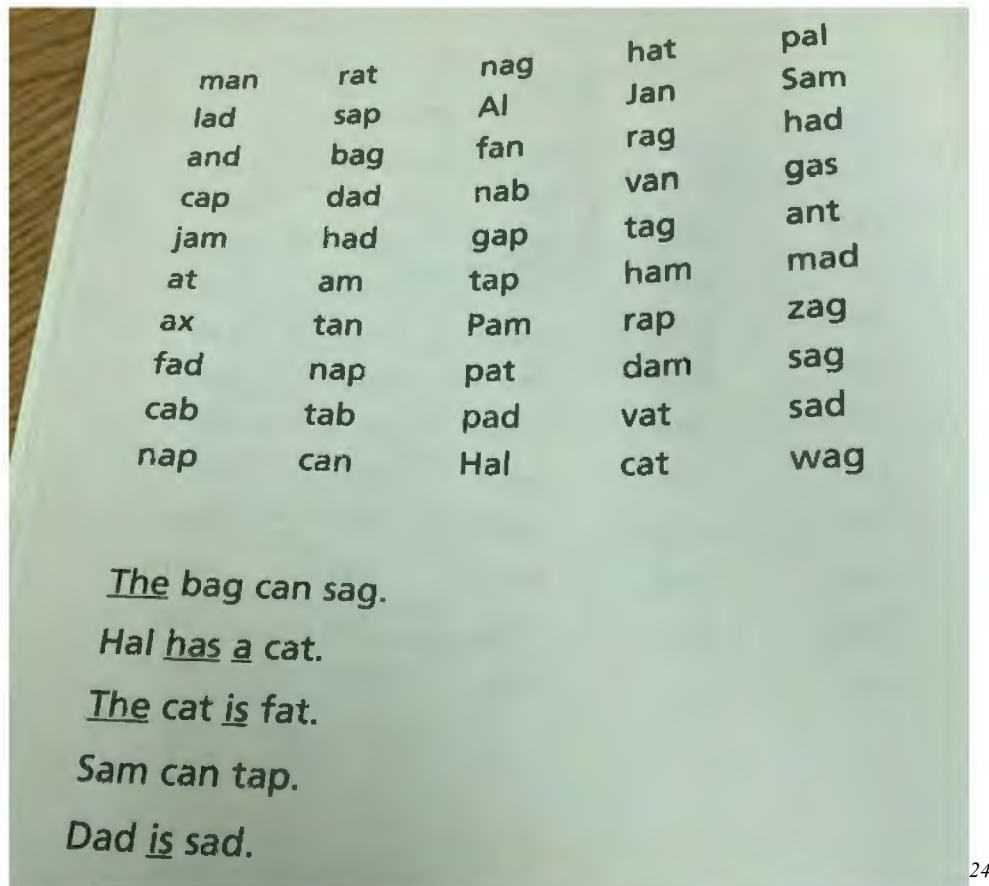 man rat nag hat pal
lad sap Al Jan Sam
and bag fan rag had
cap dad nab van gas
jam had gap tag ant
at am tap ham mad
ax tan Pam rap zag
fad nap pat dam sag
cab tab pad vat sad
nap can Hal cat wag
The bag can sag.
Hal has a cat.
The cat is fat.
Sam can tap.
Dad is sad.
24